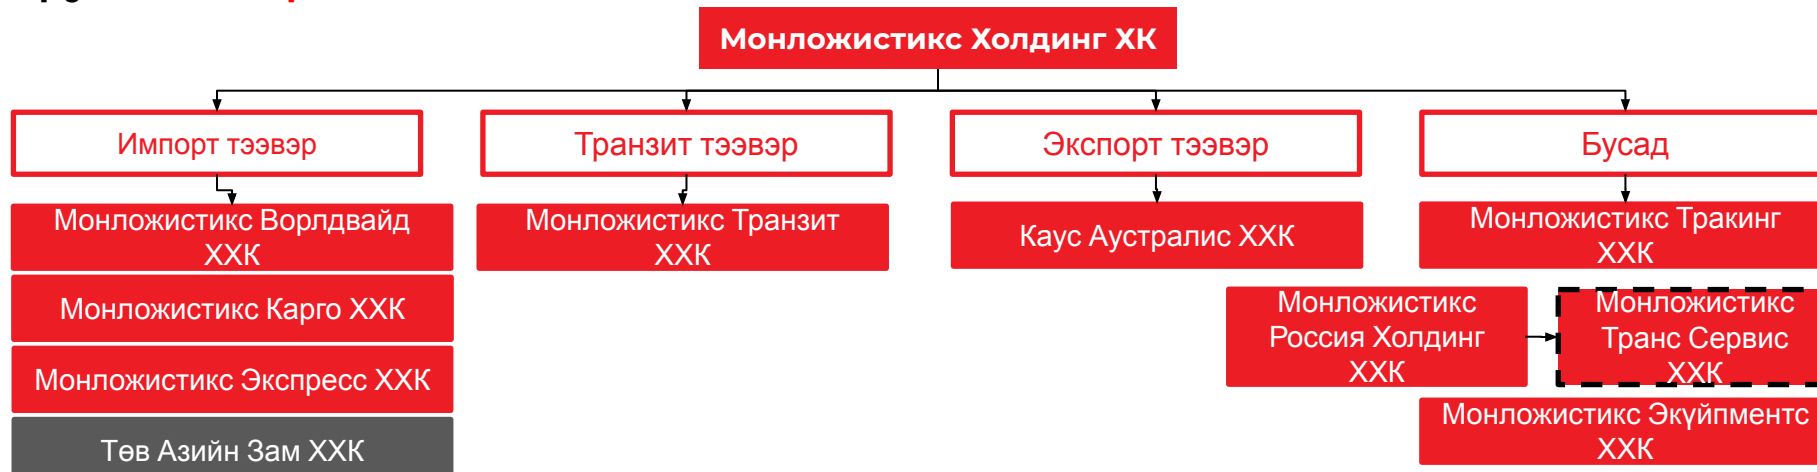 Монложистикс Холдинг ХК
Импорт тээвэр
Транзит тээвэр
Экспорт тээвэр
Бусад
Монложистикс Ворлдвайд
ХХК
Монложистикс Транзит
ХХК
Каус Аустралис ХХК
Монложистикс Тракинг
ХХК
Монложистикс Карго ХХК
Монложистикс
Россия Холдинг
ХХК
Монложистикс
Транс Сервис
ХХК
Монложистикс Экспресс ХХК
Монложистикс Экүйпментс
ХХК
Төв Азийн Зам ХХК